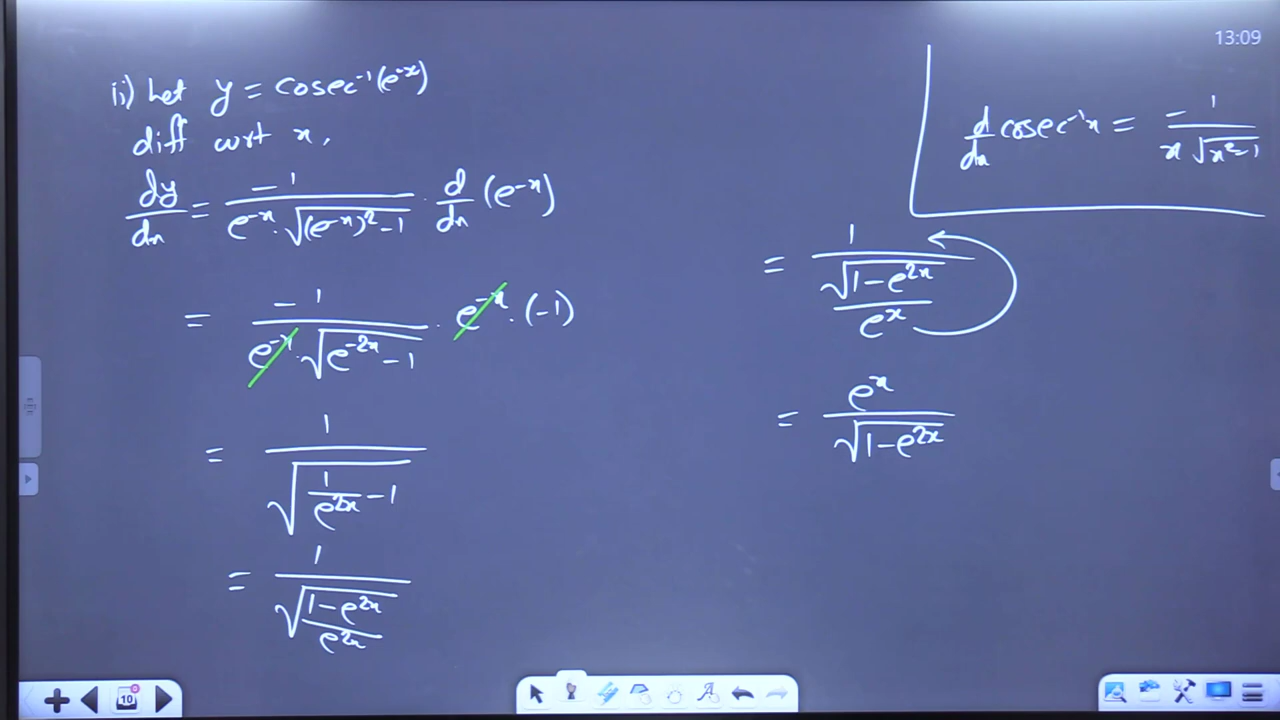 13:09
ii) Let y = cosec⁻¹(e⁻ˣ)
diff wrt x,
dy/dx = -1/(e⁻ˣ·√((e⁻ˣ)²-1)) · d/dx (e⁻ˣ)
= -1/(e⁻ˣ·√(e⁻²ˣ-1)) · e⁻ˣ·(-1)
= 1/√(1/e²ˣ - 1)
= 1/√((1-e²ˣ)/e²ˣ)
d/dx cosec⁻¹x = -1/(x√(x²-1))
= 1/(√(1-e²ˣ)/eˣ)
= eˣ/√(1-e²ˣ)
10